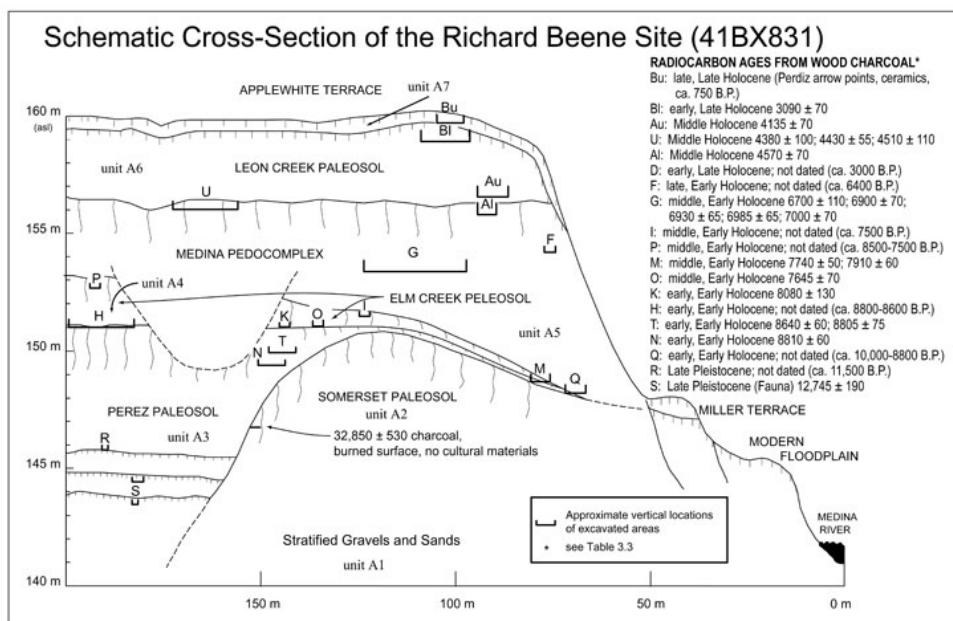 Schematic Cross-Section of the Richard Beene Site (41BX831)
RADIOCARBON AGES FROM WOOD CHARCOAL*
Bu: late, Late Holocene (Perdiz arrow points, ceramics,
ca. 750 B.P.)
Bl: early, Late Holocene 3090 ± 70
Au: Middle Holocene 4135 ± 70
U: Middle Holocene 4380 ± 100; 4430 ± 55; 4510 ± 110
Al: Middle Holocene 4570 ± 70
D: early, Late Holocene; not dated (ca. 3000 B.P.)
F: late, Early Holocene; not dated (ca. 6400 B.P.)
G: middle, Early Holocene 6700 ± 110; 6900 ± 70;
6930 ± 65; 6985 ± 65; 7000 ± 70
I: middle, Early Holocene; not dated (ca. 7500 B.P.)
P: middle, Early Holocene; not dated (ca. 8500-7500 B.P.)
M: middle, Early Holocene 7740 ± 50; 7910 ± 60
O: middle, Early Holocene 7645 ± 70
K: early, Early Holocene 8080 ± 130
H: early, Early Holocene; not dated (ca. 8800-8600 B.P.)
T: early, Early Holocene 8640 ± 60; 8805 ± 75
N: early, Early Holocene 8810 ± 60
Q: early, Early Holocene; not dated (ca. 10,000-8800 B.P.)
R: Late Pleistocene; not dated (ca. 11,500 B.P.)
S: Late Pleistocene (Fauna) 12,745 ± 190
unit A7
APPLEWHITE TERRACE
160 m
(asl)
Bu
Bl
unit A6
LEON CREEK PALEOSOL
U
Au
Al
155 m
F
MEDINA PEDOCOMPLEX
G
P
unit A4
ELM CREEK PELEOSOL
H
K
O
I
unit A5
150 m
T
N
M
Q
SOMERSET PALEOSOL
unit A2
PEREZ PALEOSOL
unit A3
MILLER TERRACE
R
32,850 ± 530 charcoal,
burned surface, no cultural materials
MODERN
FLOODPLAIN
145 m
S
Approximate vertical locations
of excavated areas
* see Table 3.3
MEDINA
RIVER
Stratified Gravels and Sands
unit A1
140 m
150 m
100 m
50 m
0 m